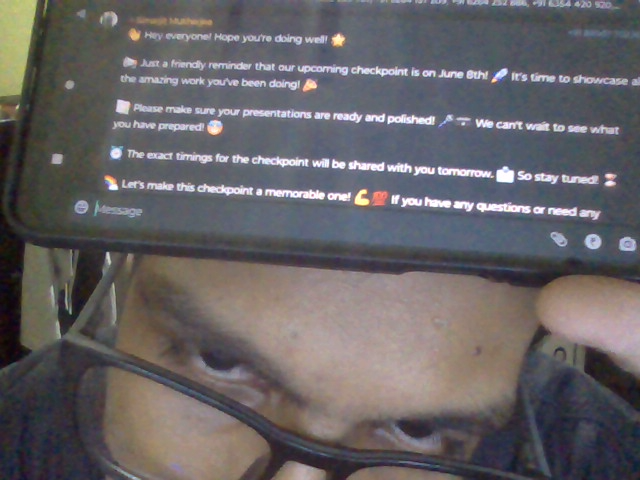 Mukherjee
👋 Hey everyone! Hope you're doing well! 🌟
Just a friendly reminder that our upcoming checkpoint is on June 8th! 🚀 It's time to showcase al
the amazing work you've been doing! 🎉
Please make sure your presentations are ready and polished! We can't wait to see what
you have prepared!
⏰ The exact timings for the checkpoint will be shared with you tomorrow. So stay tuned! ⏳
🌈 Let's make this checkpoint a memorable one! 💪 💯 If you have any questions or need any
Message